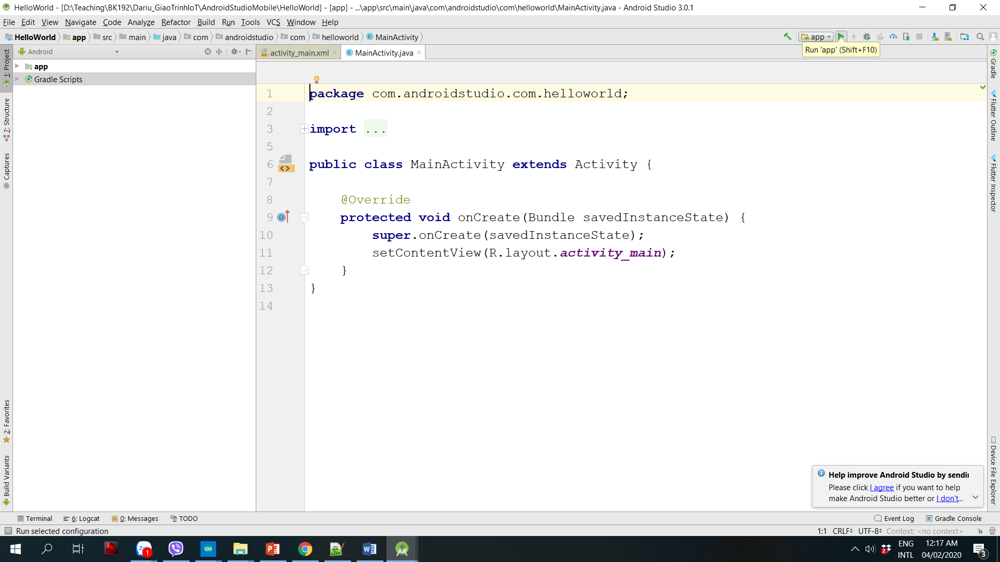 HelloWorld - [D:\Teaching\BK192\Dariu_GiaoTrinhIoT\AndroidStudioMobile\HelloWorld] - [app] - ...\app\src\main\java\com\androidstudio\com\helloworld\MainActivity.java - Android Studio 3.0.1
File Edit View Navigate Code Analyze Refactor Build Run Tools VCS Window Help
HelloWorld app src main java com androidstudio com helloworld MainActivity app
Run 'app' (Shift+F10)
Android
activity_main.xml MainActivity.java
app
Gradle Scripts
1: Project
7: Structure
Captures
2: Favorites
Build Variants
1 package com.androidstudio.com.helloworld;
2
3 import ...
5
6 public class MainActivity extends Activity {
7
8 @Override
9 protected void onCreate(Bundle savedInstanceState) {
10 super.onCreate(savedInstanceState);
11 setContentView(R.layout.activity_main);
12 }
13 }
14
Gradle
Flutter Outline
Flutter Inspector
Device File Explorer
Help improve Android Studio by sendi
Please click I agree if you want to help
make Android Studio better or I don't...
Terminal 6: Logcat 0: Messages TODO Event Log Gradle Console
Run selected configuration 1:1 CRLF UTF-8 Context: <no context>
ENG 12:17 AM
INTL 04/02/2020
1
2
3